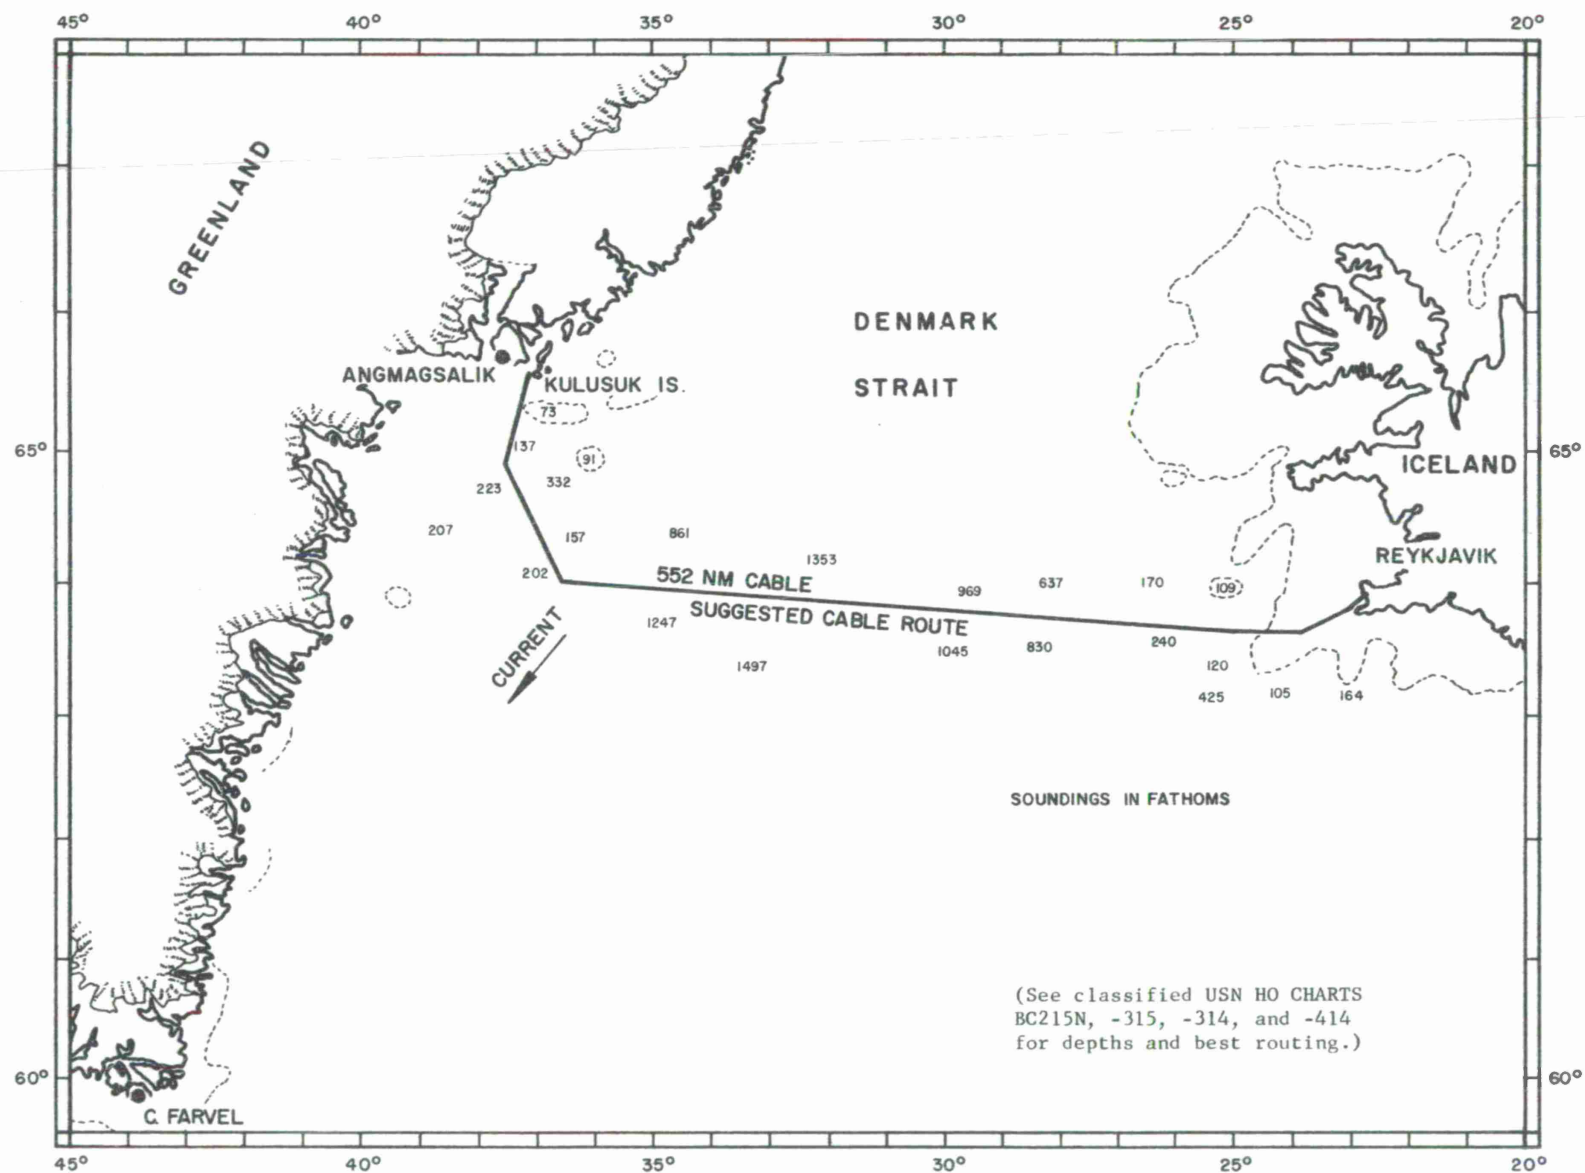 45° 40° 35° 30° 25° 20°
GREENLAND
DENMARK
STRAIT
ANGMAGSALIK
KULUSUK IS.
73
65°
137
91
ICELAND
65°
223
332
207
157
861
REYKJAVIK
1353
202
552 NM CABLE
969
637
170
109
SUGGESTED CABLE ROUTE
CURRENT
1247
1045
830
240
1497
120
425
105
164
SOUNDINGS IN FATHOMS
(See classified USN HO CHARTS
BC215N, -315, -314, and -414
for depths and best routing.)
60°
60°
C. FARVEL
45° 40° 35° 30° 25° 20°